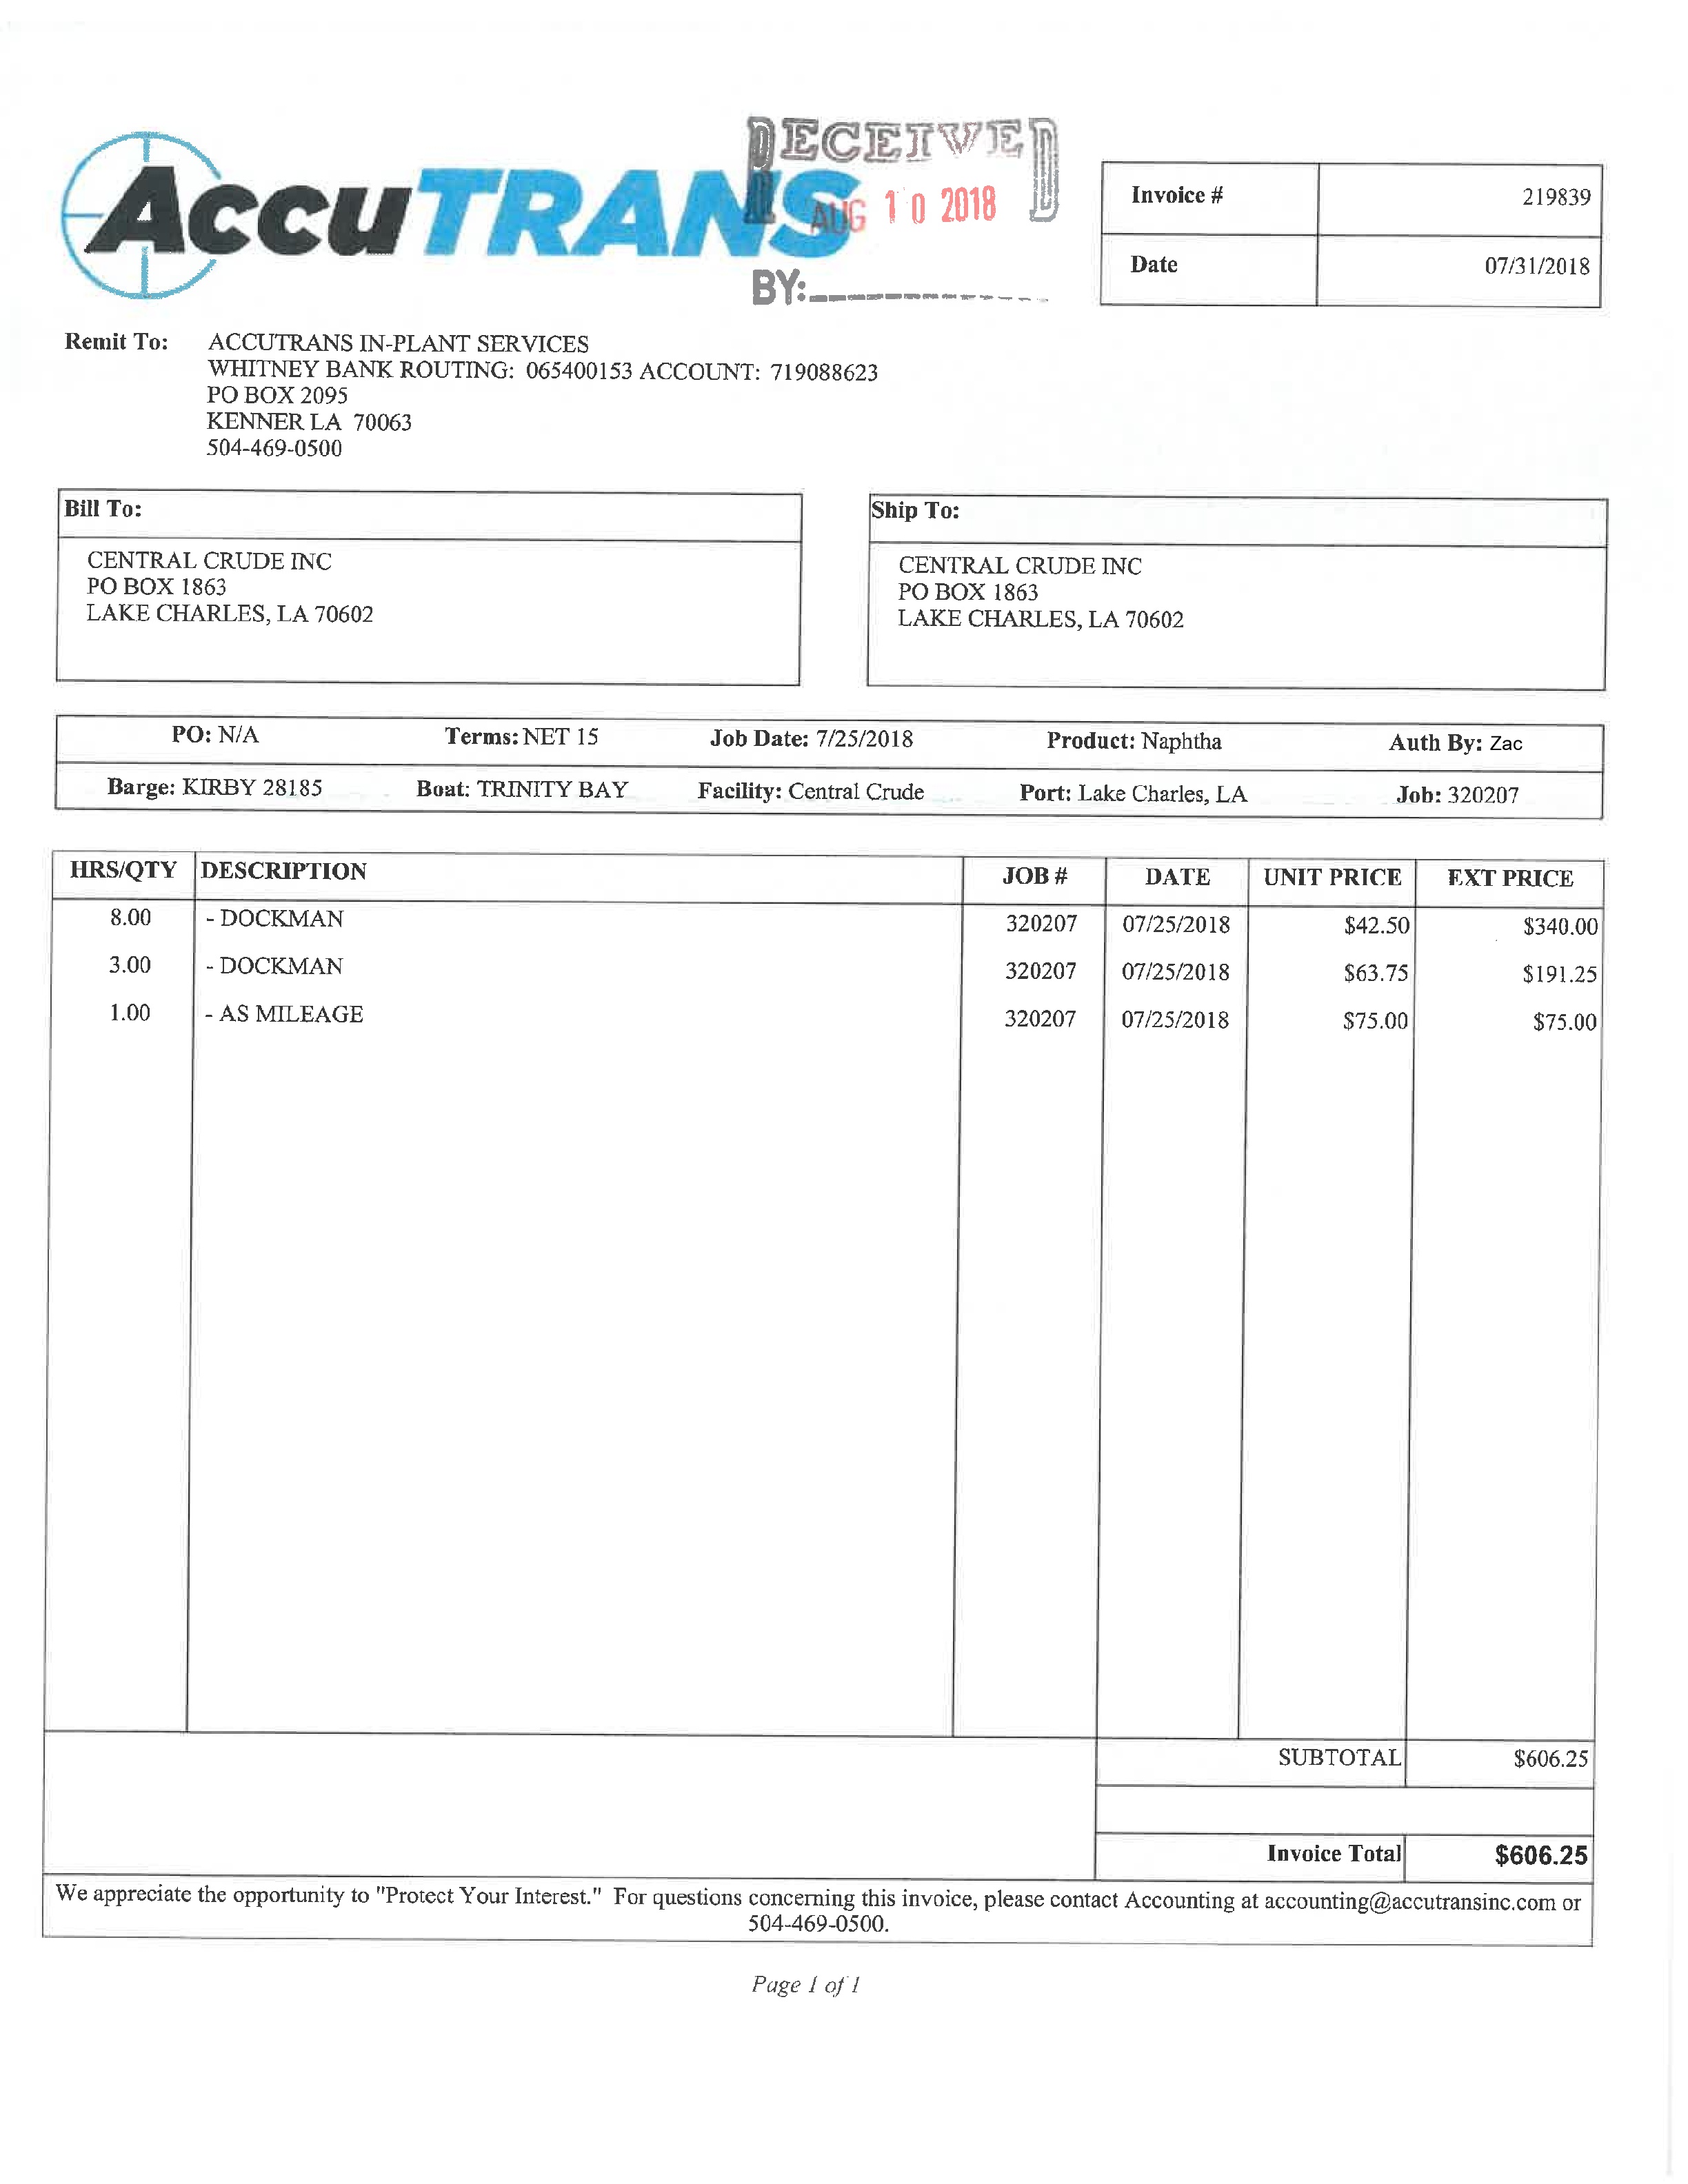 AccuTRANS
RECEIVED
AUG 10 2018
BY:
Invoice # 219839
Date 07/31/2018
Remit To: ACCUTRANS IN-PLANT SERVICES
WHITNEY BANK ROUTING: 065400153 ACCOUNT: 719088623
PO BOX 2095
KENNER LA 70063
504-469-0500
Bill To:
CENTRAL CRUDE INC
PO BOX 1863
LAKE CHARLES, LA 70602
Ship To:
CENTRAL CRUDE INC
PO BOX 1863
LAKE CHARLES, LA 70602
PO: N/A Terms: NET 15 Job Date: 7/25/2018 Product: Naphtha Auth By: Zac
Barge: KIRBY 28185 Boat: TRINITY BAY Facility: Central Crude Port: Lake Charles, LA Job: 320207
HRS/QTY DESCRIPTION JOB # DATE UNIT PRICE EXT PRICE
8.00 - DOCKMAN 320207 07/25/2018 $42.50 $340.00
3.00 - DOCKMAN 320207 07/25/2018 $63.75 $191.25
1.00 - AS MILEAGE 320207 07/25/2018 $75.00 $75.00
SUBTOTAL $606.25
Invoice Total $606.25
We appreciate the opportunity to "Protect Your Interest." For questions concerning this invoice, please contact Accounting at accounting@accutransinc.com or
504-469-0500.
Page 1 of 1